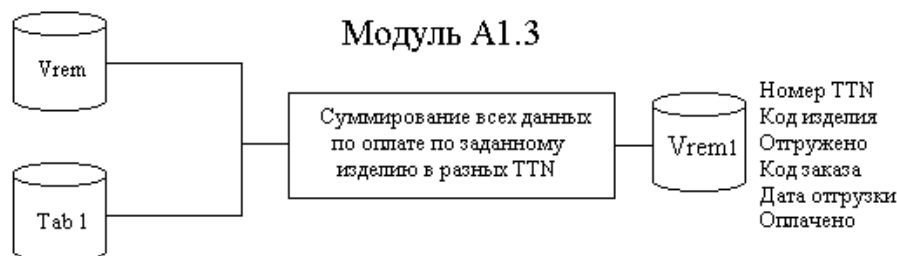 Модуль А1.3
Vrem
Суммирование всех данных
по оплате по заданному
изделию в разных TTN
Vrem1
Номер TTN
Код изделия
Отгружено
Код заказа
Дата отгрузки
Оплачено
Tab 1